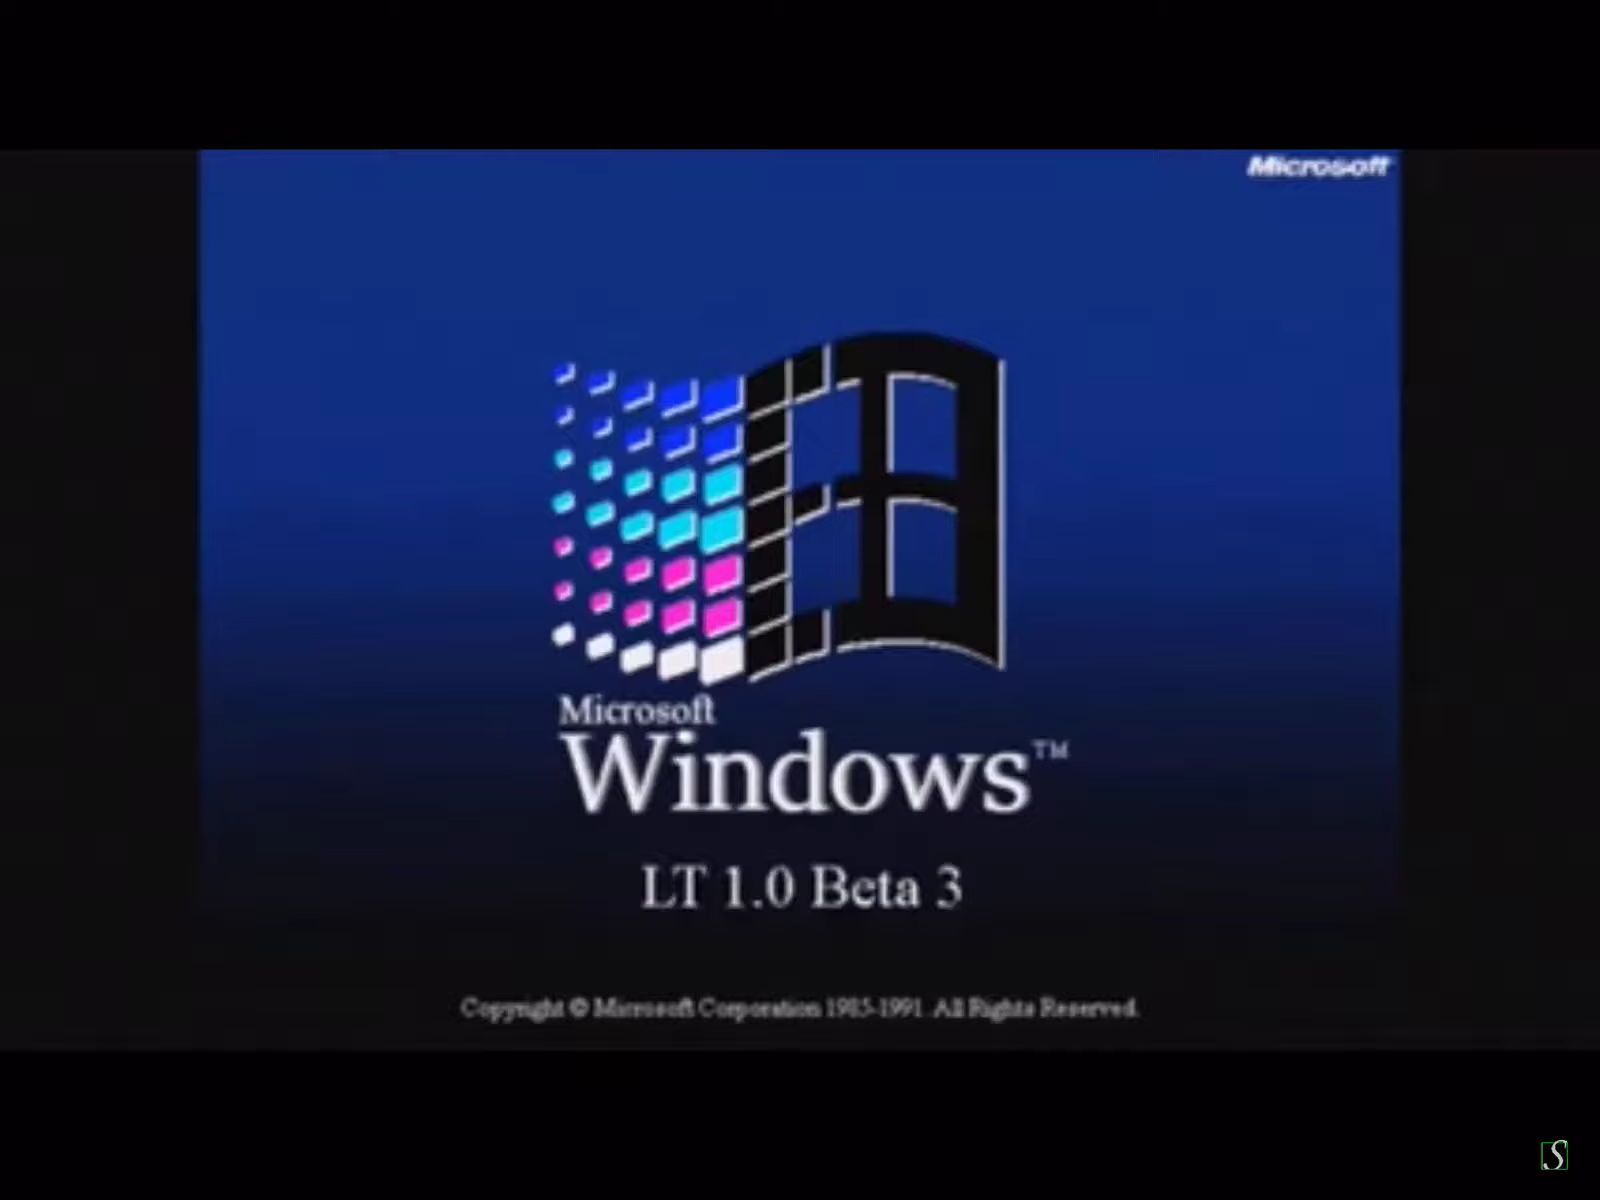 Microsoft
Microsoft
Windows™
LT 1.0 Beta 3
Copyright © Microsoft Corporation 1985-1991. All Rights Reserved.
S